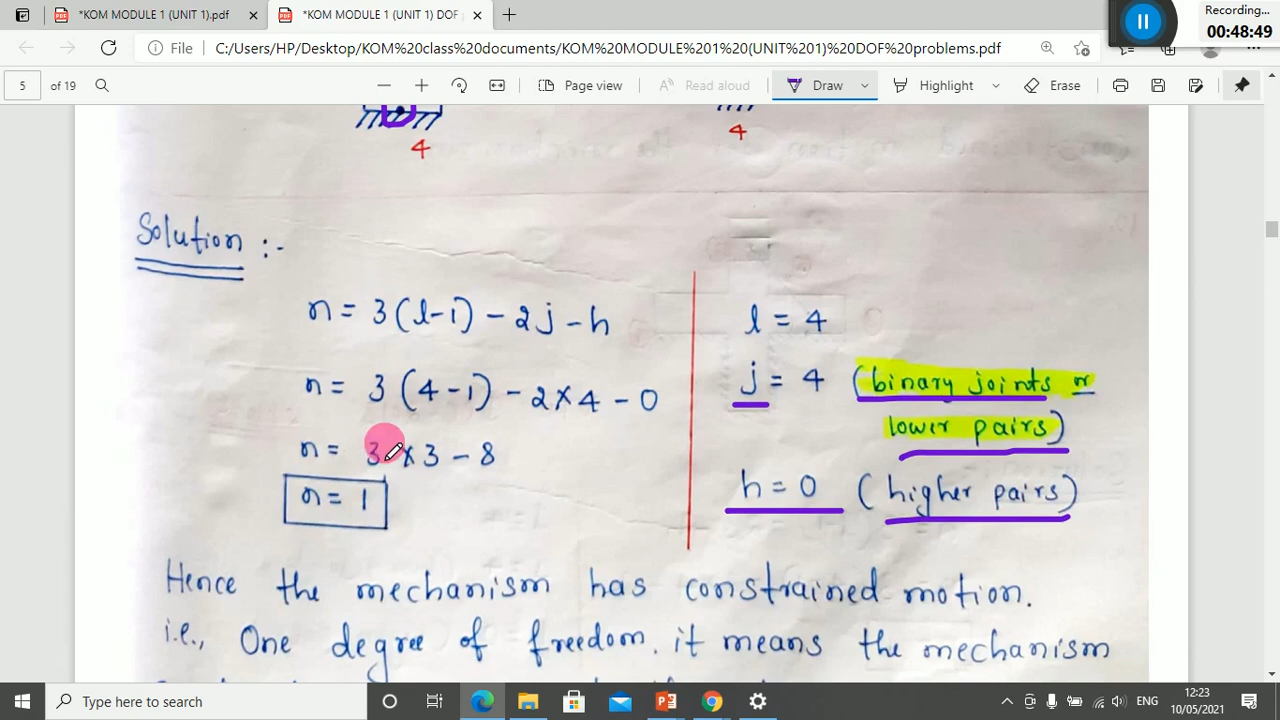 *KOM MODULE 1 (UNIT 1).pdf
*KOM MODULE 1 (UNIT 1) DOF p
Recording...
00:48:49
File
C:/Users/HP/Desktop/KOM%20class%20documents/KOM%20MODULE%201%20(UNIT%201)%20DOF%20problems.pdf
5 of 19
Page view
Read aloud
Draw
Highlight
Erase
4
4
Solution :-
n = 3(l-1) - 2j - h
n = 3 (4-1) - 2×4 - 0
n = 3 × 3 - 8
n = 1
l = 4
j = 4 (binary joints or
lower pairs)
h = 0 (higher pairs)
Hence the mechanism has constrained motion.
i.e., One degree of freedom. it means the mechanism
Type here to search
ENG
12:23
10/05/2021